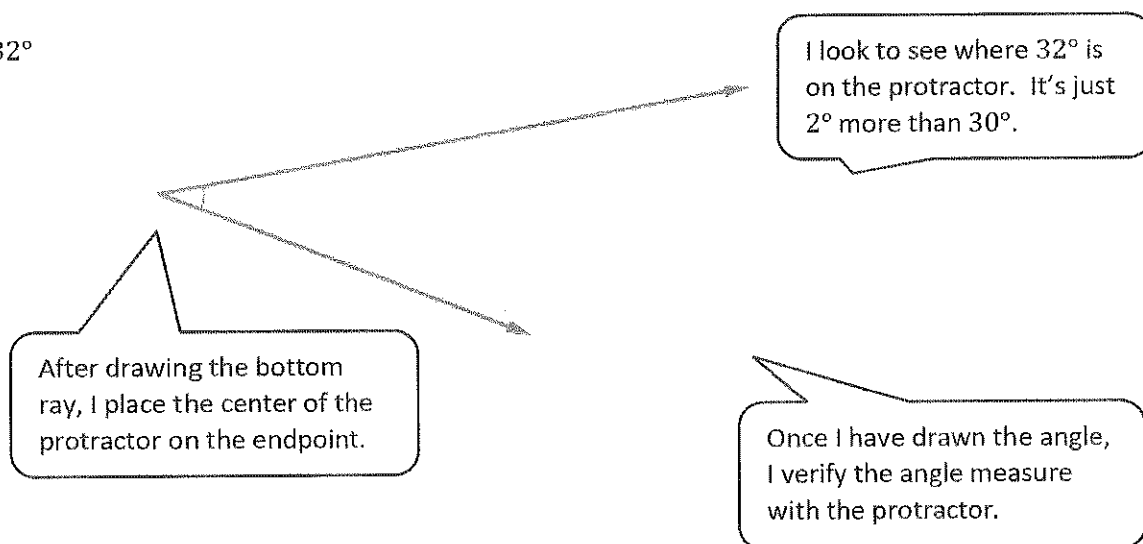 32°
I look to see where 32° is
on the protractor. It's just
2° more than 30°.
After drawing the bottom
ray, I place the center of the
protractor on the endpoint.
Once I have drawn the angle,
I verify the angle measure
with the protractor.